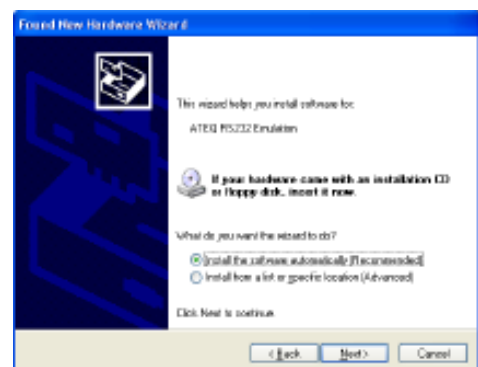 Found New Hardware Wizard
This wizard helps you install software for:
ATEQ RS232 Emulation
If your hardware came with an installation CD
or floppy disk, insert it now.
What do you want the wizard to do?
Install the software automatically (Recommended)
Install from a list or specific location (Advanced)
Click Next to continue.
< Back
Next >
Cancel